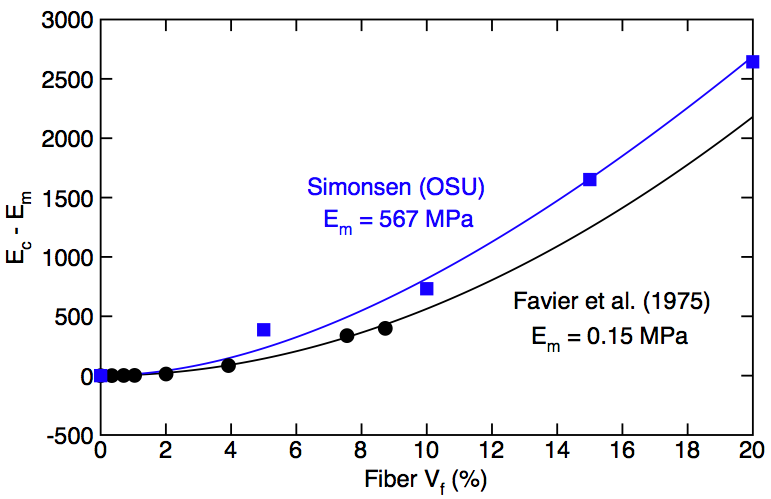 3000
2500
2000
1500
1000
500
0
-500
E_c - E_m
Simonsen (OSU)
E_m = 567 MPa
Favier et al. (1975)
E_m = 0.15 MPa
0 2 4 6 8 10 12 14 16 18 20
Fiber V_f (%)